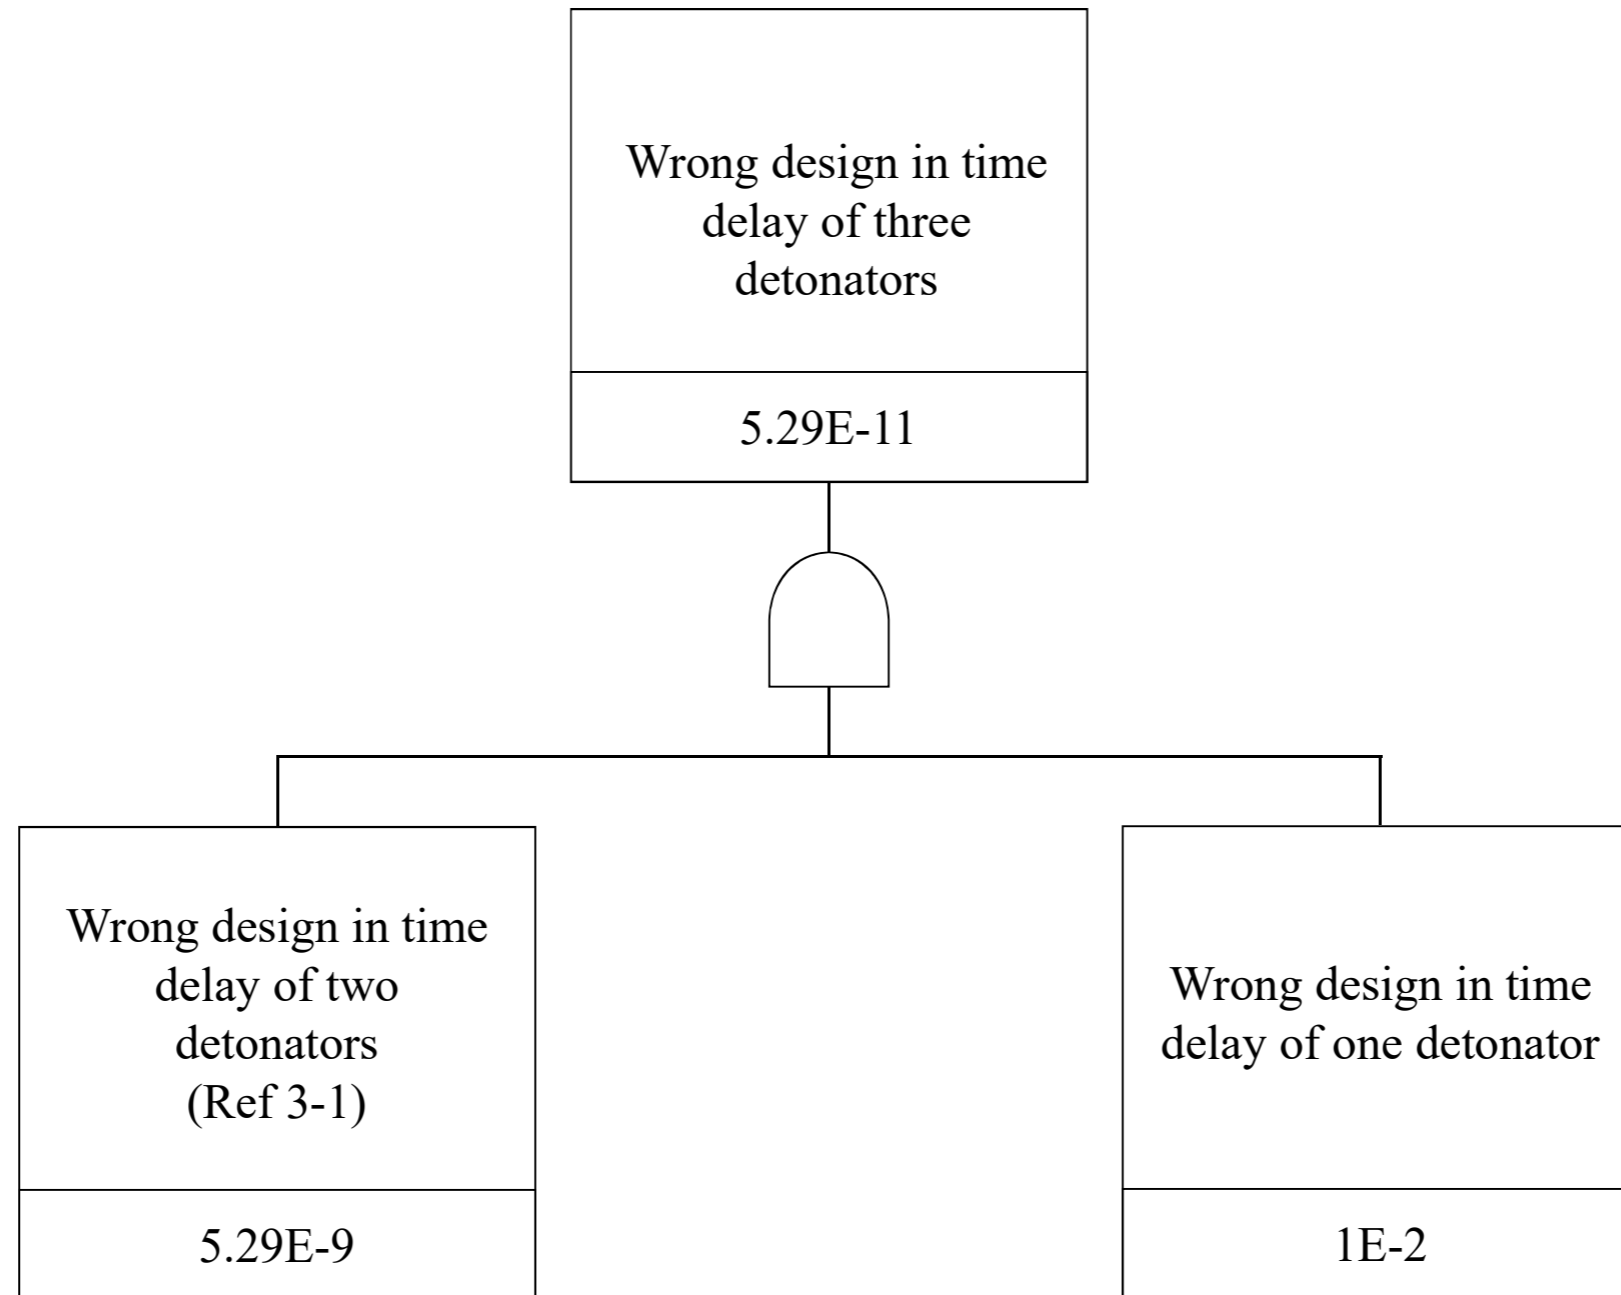 Wrong design in time
delay of three
detonators
5.29E-11
Wrong design in time
delay of two
detonators
(Ref 3-1)
5.29E-9
Wrong design in time
delay of one detonator
1E-2